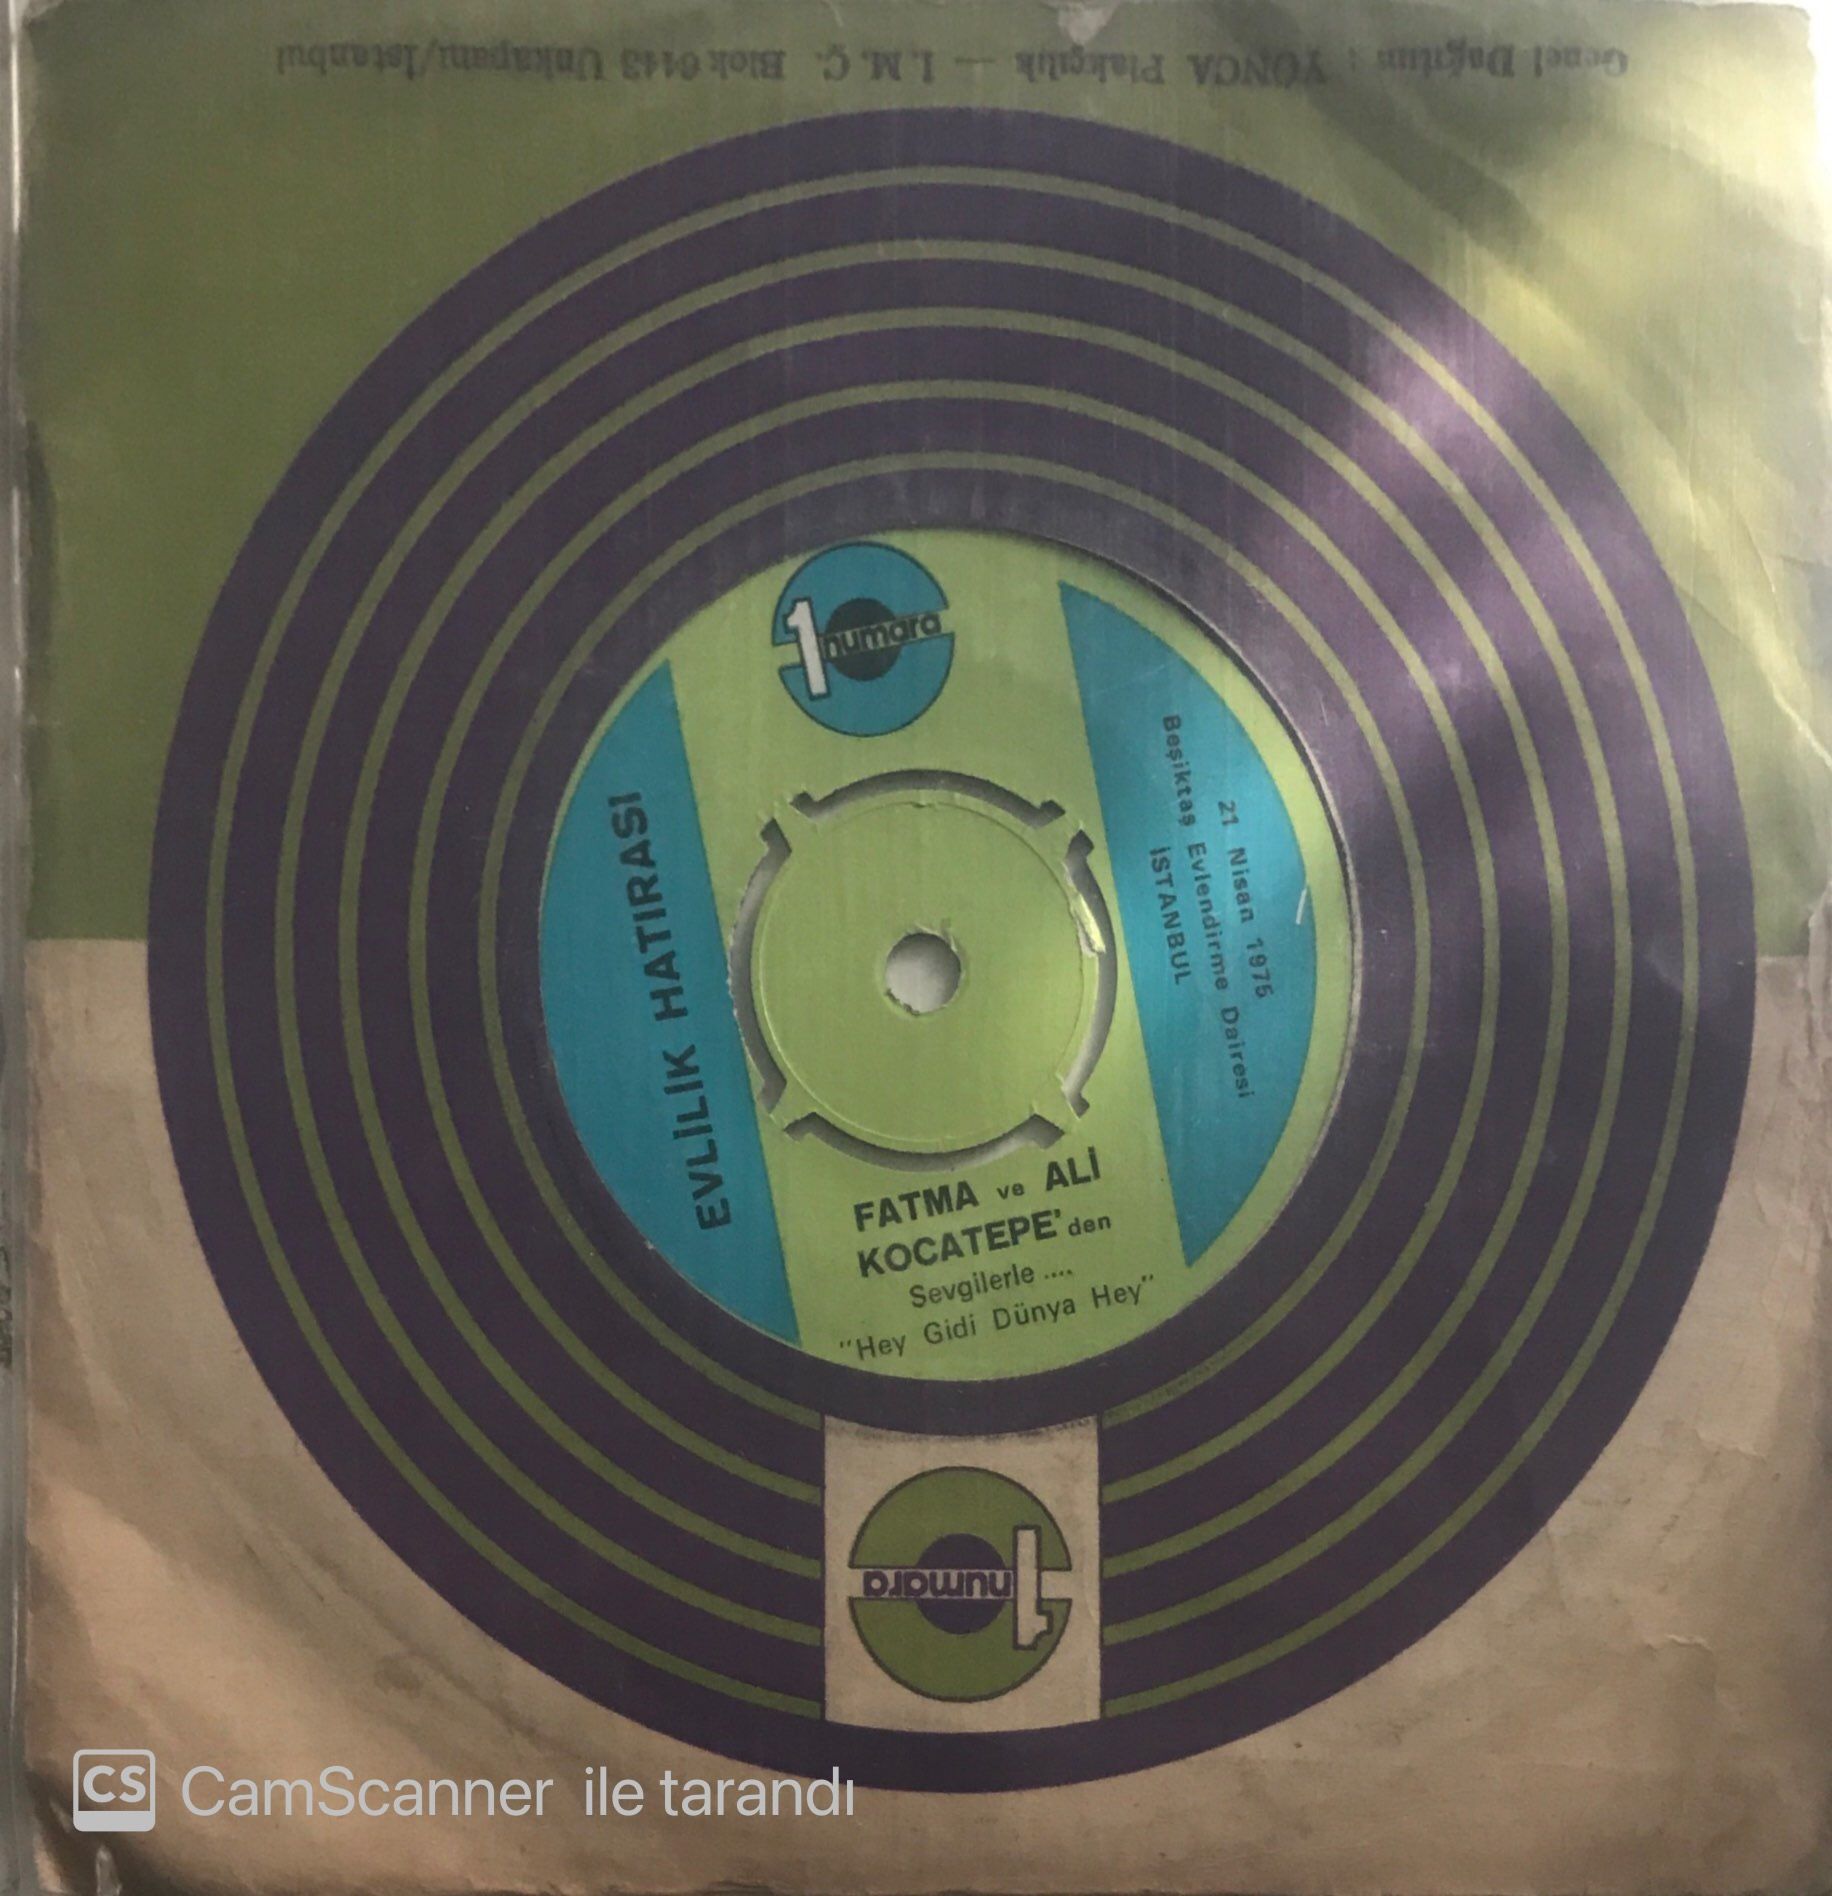 Genel Dağıtım : YONCA Plakçılık — İ. M. Ç. Blok 6443 Unkapanı/İstanbul
1 numara
EVLİLİK HATIRASI
21 Nisan 1975
Beşiktaş Evlendirme Dairesi
İSTANBUL
FATMA ve ALİ
KOCATEPE'den
Sevgilerle ....
"Hey Gidi Dünya Hey"
1 numara
CS CamScanner ile tarandı